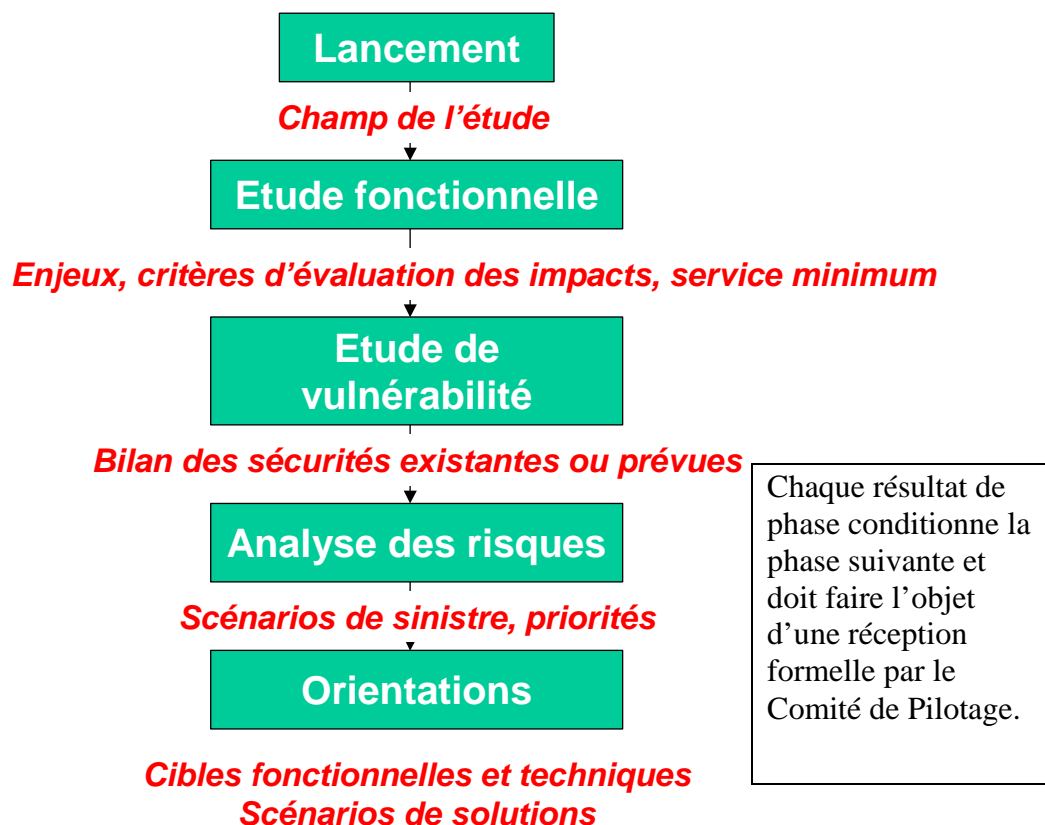 Lancement
Champ de l’étude
Etude fonctionnelle
Enjeux, critères d’évaluation des impacts, service minimum
Etude de
vulnérabilité
Bilan des sécurités existantes ou prévues
Analyse des risques
Scénarios de sinistre, priorités
Orientations
Cibles fonctionnelles et techniques
Scénarios de solutions
Chaque résultat de
phase conditionne la
phase suivante et
doit faire l’objet
d’une réception
formelle par le
Comité de Pilotage.